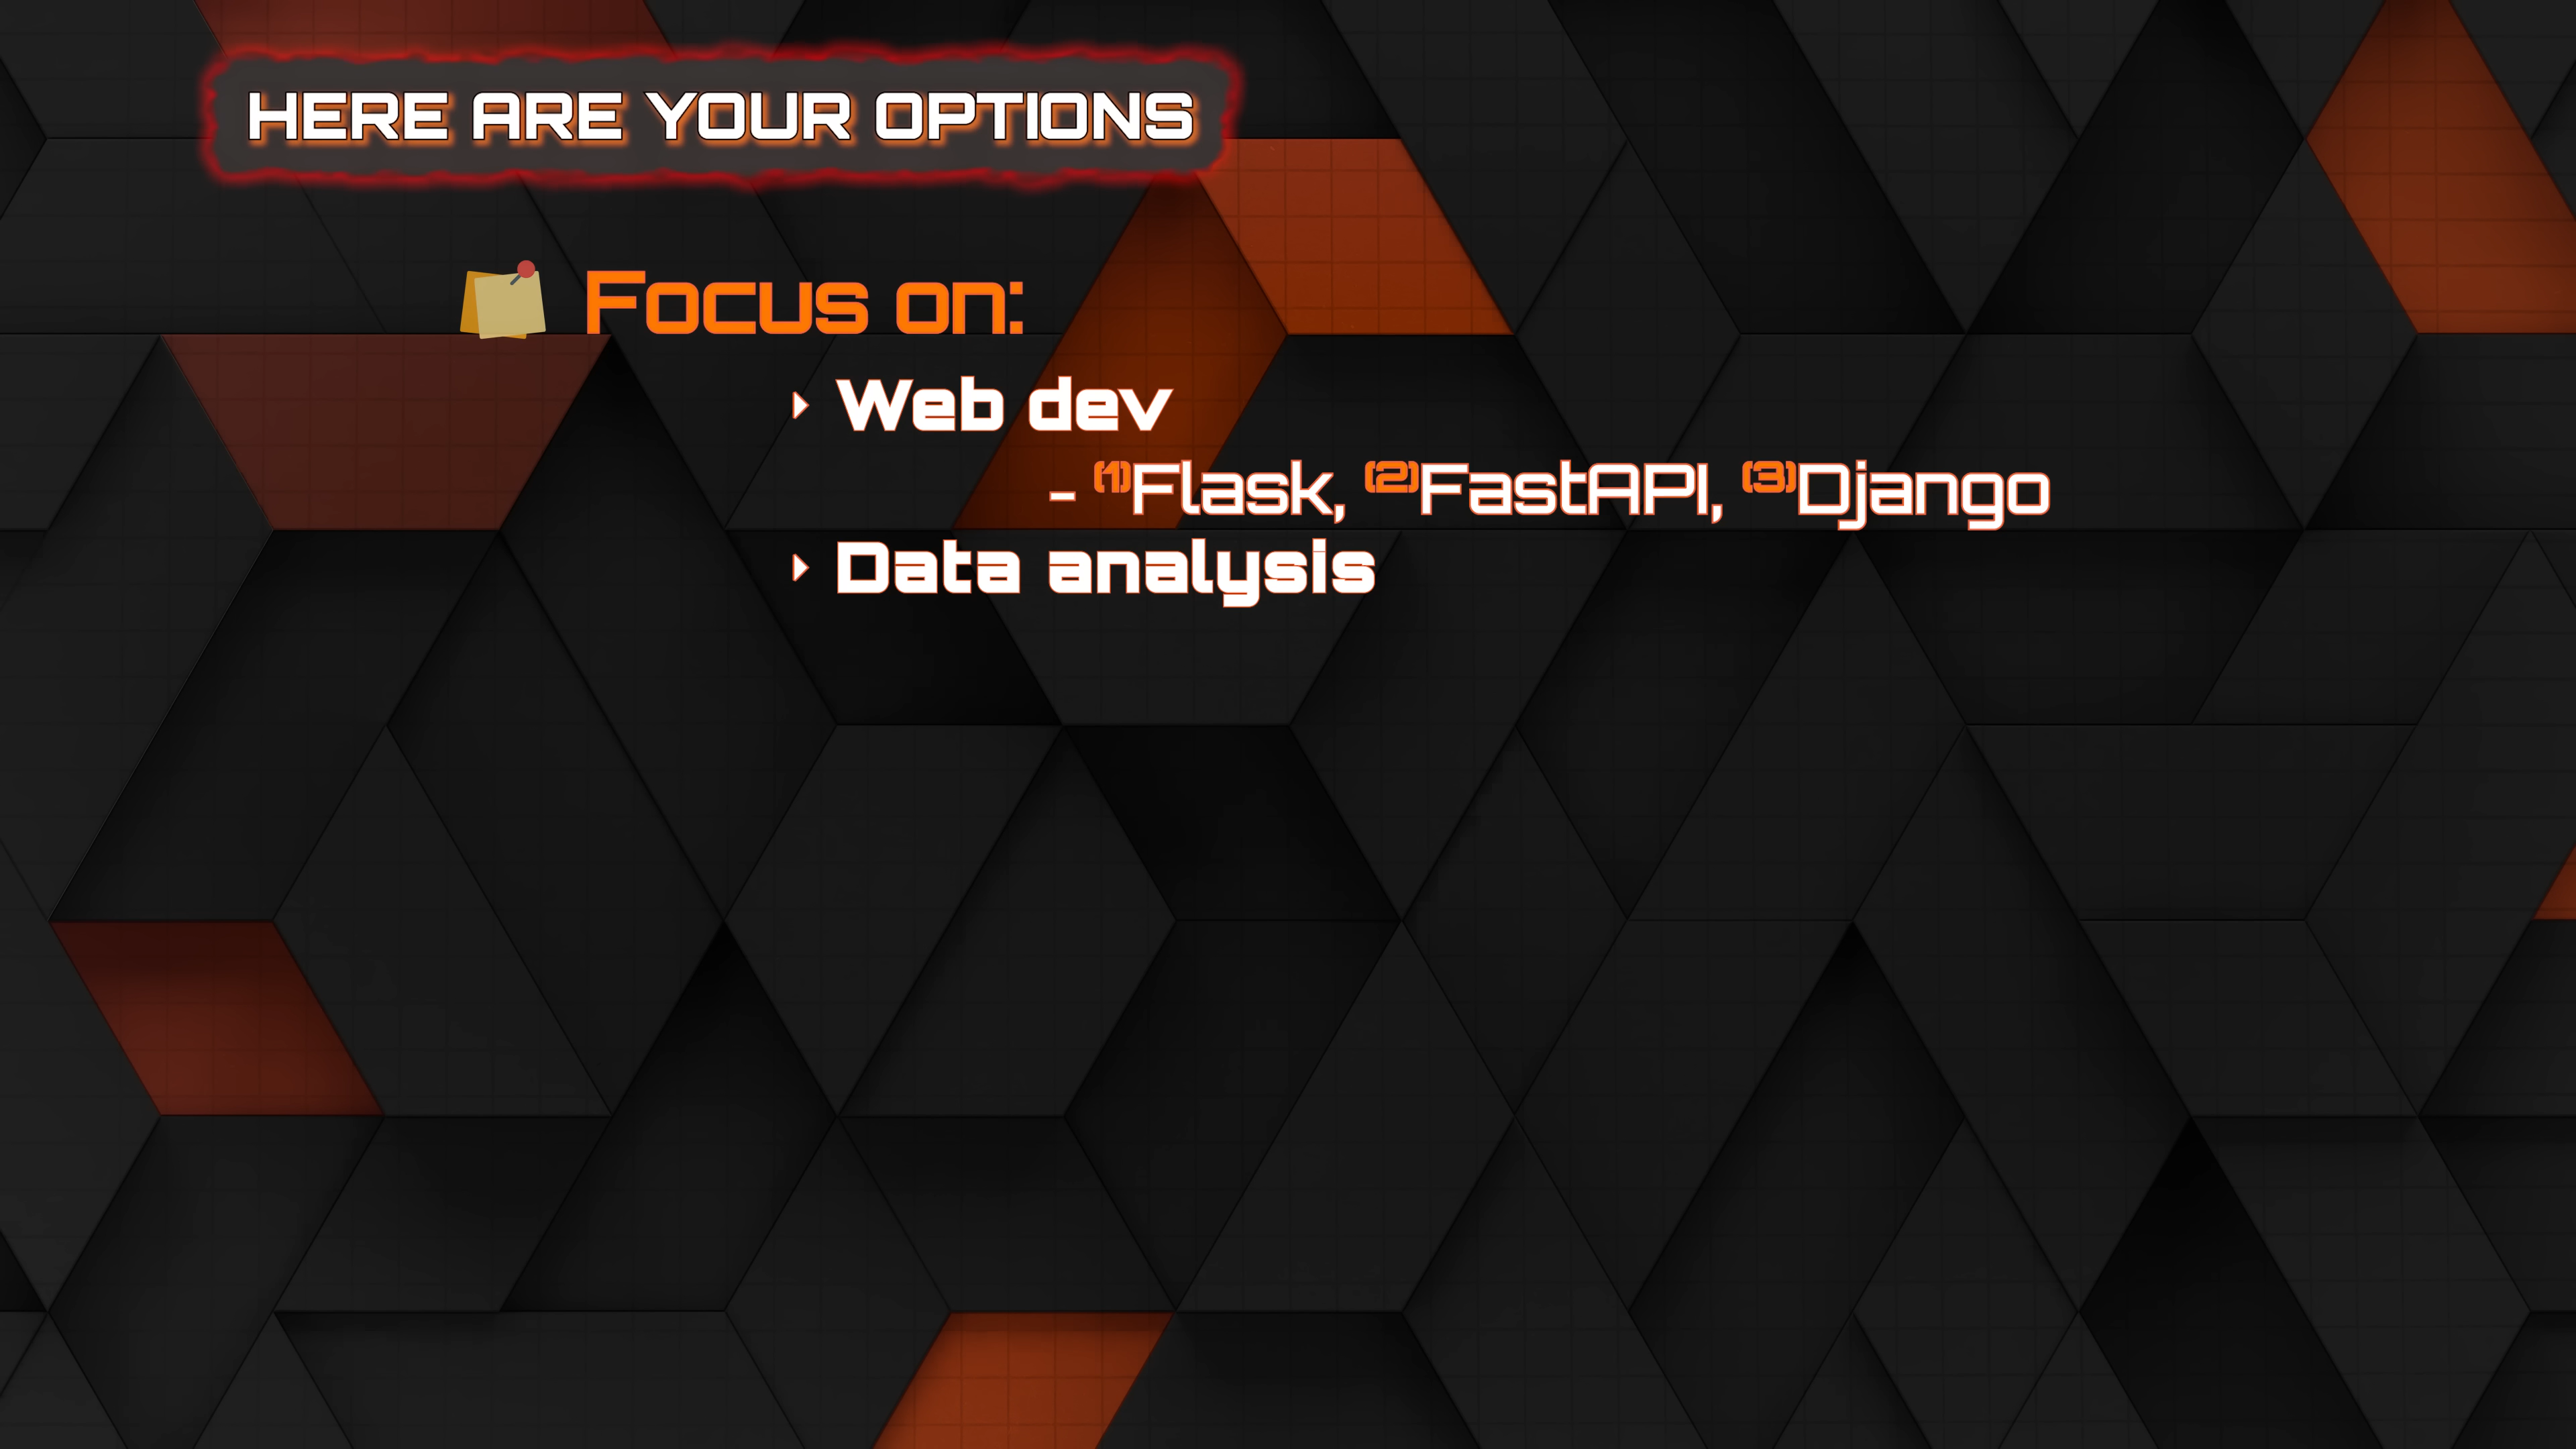 HERE ARE YOUR OPTIONS
Focus on:
Web dev
- (1)Flask, (2)FastAPI, (3)Django
Data analysis